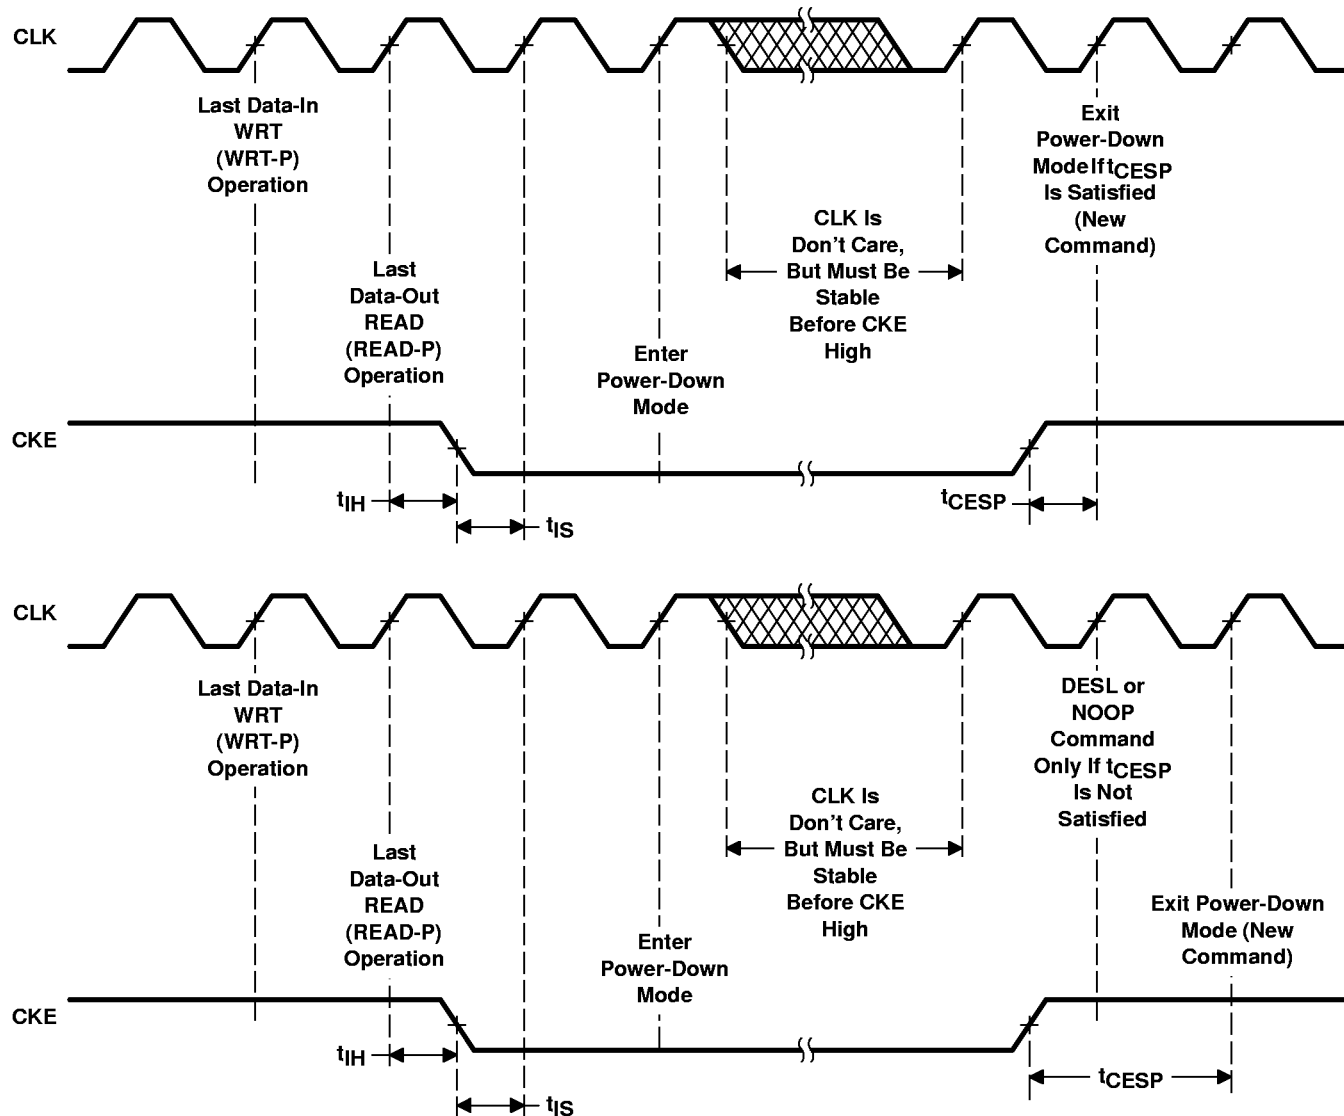 CLK
Last Data-In
WRT
(WRT-P)
Operation
Last
Data-Out
READ
(READ-P)
Operation
Enter
Power-Down
Mode
CLK Is
Don't Care,
But Must Be
Stable
Before CKE
High
Exit
Power-Down
Mode If tCESP
Is Satisfied
(New
Command)
CKE
tIH
tIS
tCESP
CLK
Last Data-In
WRT
(WRT-P)
Operation
Last
Data-Out
READ
(READ-P)
Operation
Enter
Power-Down
Mode
CLK Is
Don't Care,
But Must Be
Stable
Before CKE
High
DESL or
NOOP
Command
Only If tCESP
Is Not
Satisfied
Exit Power-Down
Mode (New
Command)
CKE
tIH
tIS
tCESP